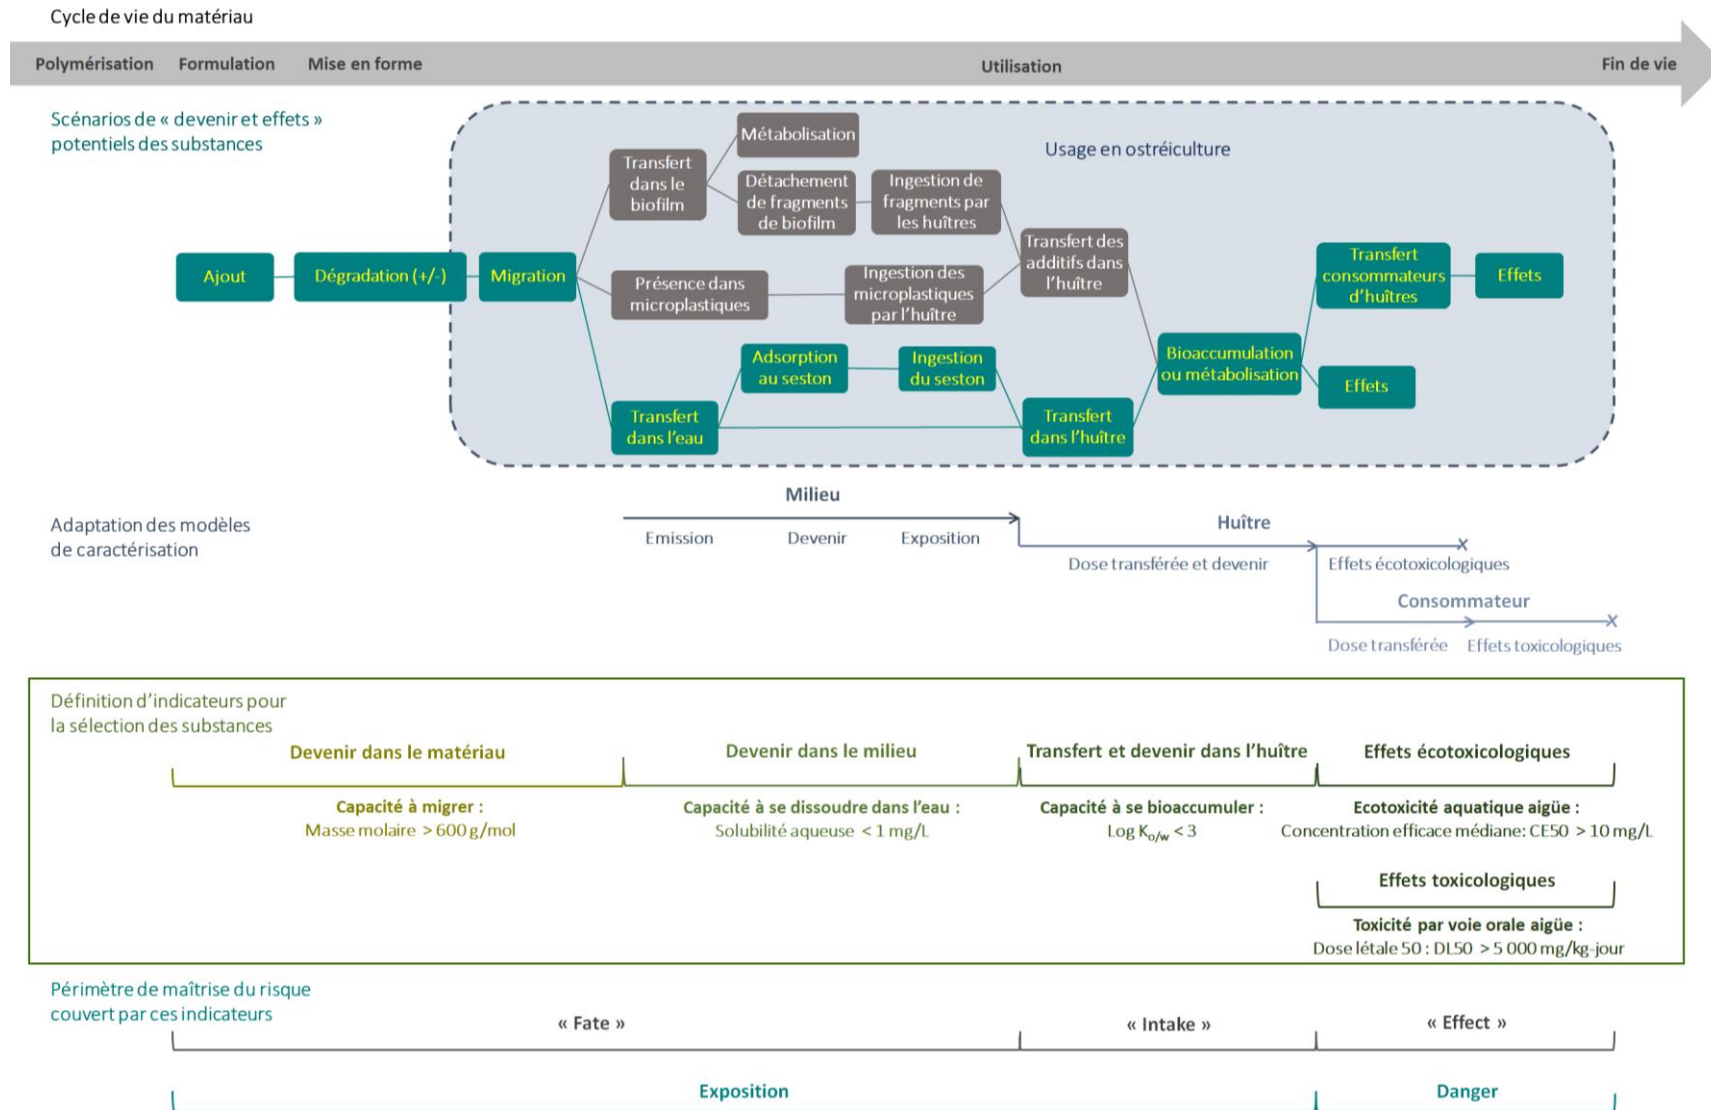 Cycle de vie du matériau
Polymérisation Formulation Mise en forme Utilisation Fin de vie
Scénarios de « devenir et effets »
potentiels des substances
Usage en ostréiculture
Métabolisation
Transfert
dans le
biofilm
Détachement
de fragments
de biofilm
Ingestion de
fragments par
les huîtres
Ajout
Dégradation (+/-)
Migration
Présence dans
microplastiques
Ingestion des
microplastiques
par l'huître
Transfert des
additifs dans
l'huître
Transfert
consommateurs
d'huîtres
Effets
Adsorption
au seston
Ingestion
du seston
Bioaccumulation
ou métabolisation
Effets
Transfert
dans l'eau
Transfert
dans l'huître
Adaptation des modèles
de caractérisation
Milieu
Emission Devenir Exposition
Huître
Dose transférée et devenir Effets écotoxicologiques
Consommateur
Dose transférée Effets toxicologiques
Définition d'indicateurs pour
la sélection des substances
Devenir dans le matériau
Capacité à migrer :
Masse molaire > 600 g/mol
Devenir dans le milieu
Capacité à se dissoudre dans l'eau :
Solubilité aqueuse < 1 mg/L
Transfert et devenir dans l'huître
Capacité à se bioaccumuler :
Log Ko/w < 3
Effets écotoxicologiques
Ecotoxicité aquatique aigüe :
Concentration efficace médiane: CE50 > 10 mg/L
Effets toxicologiques
Toxicité par voie orale aigüe :
Dose létale 50 : DL50 > 5 000 mg/kg-jour
Périmètre de maîtrise du risque
couvert par ces indicateurs
« Fate » « Intake » « Effect »
Exposition Danger